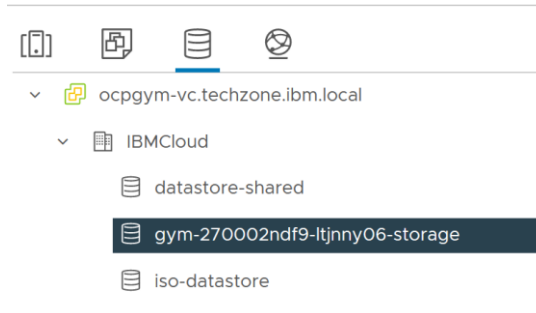 ocpgym-vc.techzone.ibm.local
IBMCloud
datastore-shared
gym-270002ndf9-ltjnny06-storage
iso-datastore